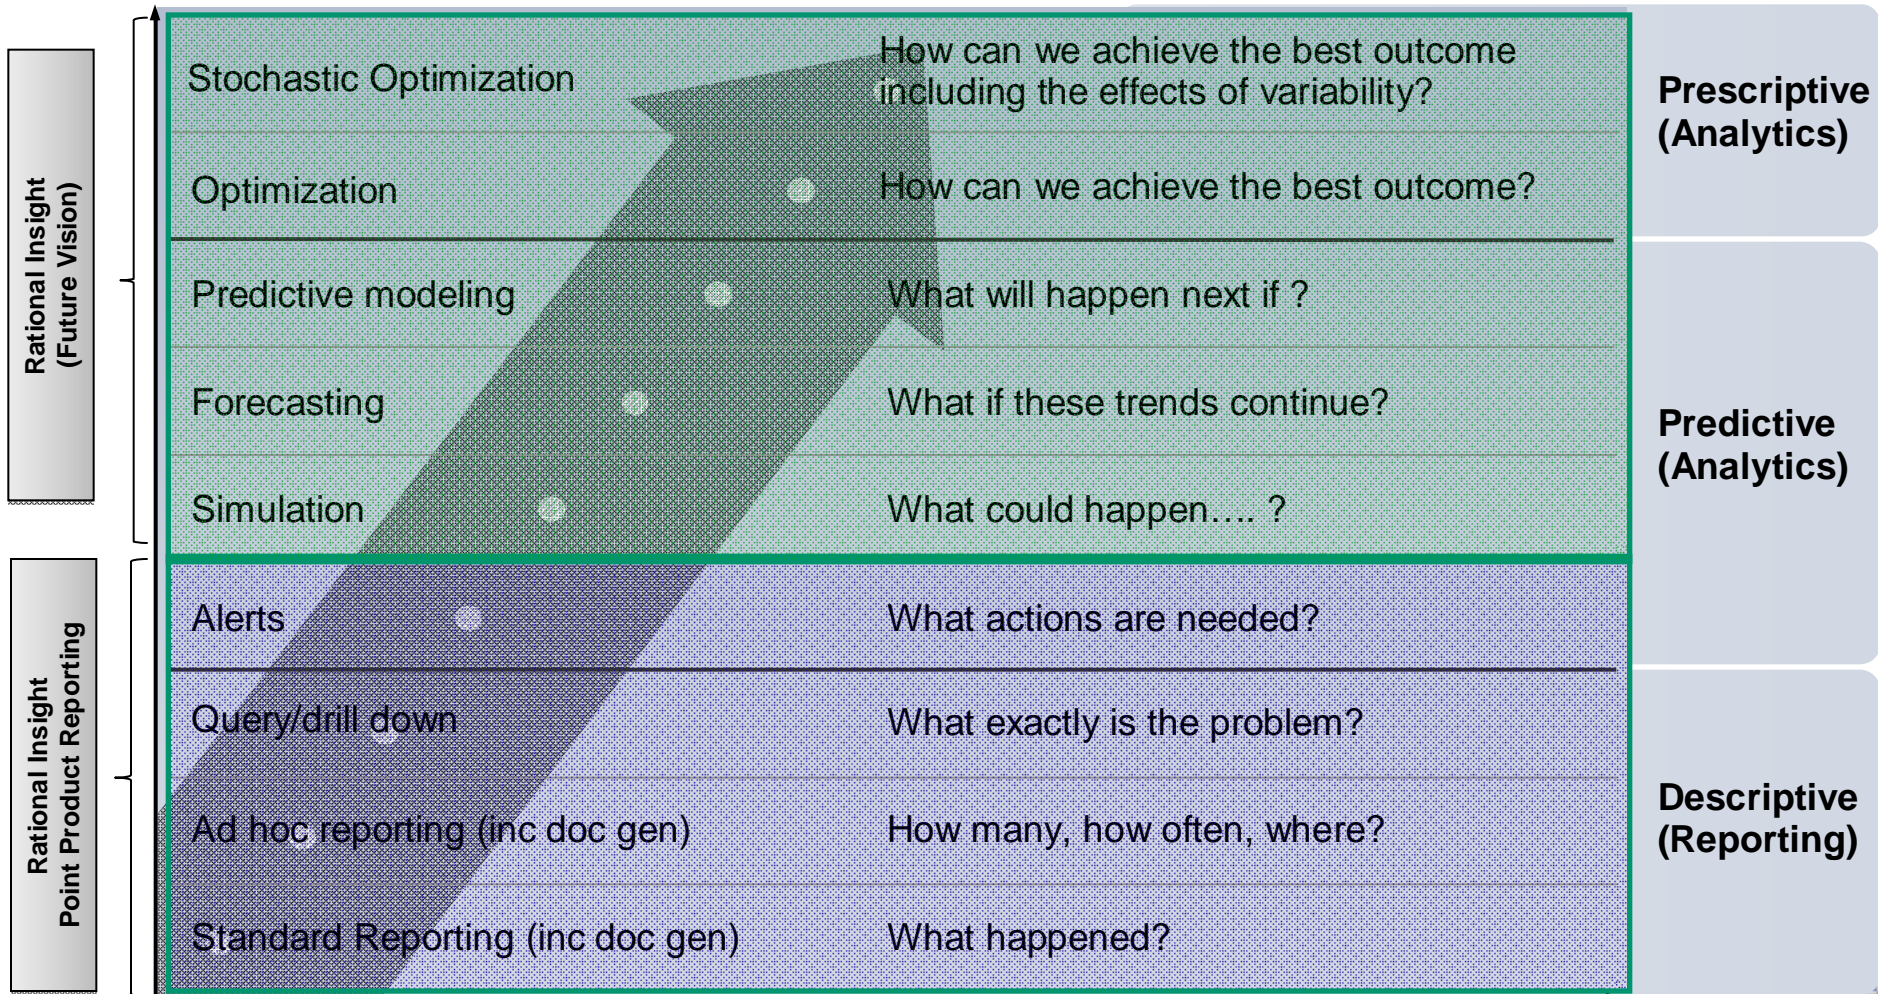 Rational Insight
(Future Vision)
Rational Insight
Point Product Reporting
Stochastic Optimization
How can we achieve the best outcome
including the effects of variability?
Optimization
How can we achieve the best outcome?
Predictive modeling
What will happen next if ?
Forecasting
What if these trends continue?
Simulation
What could happen…. ?
Alerts
What actions are needed?
Query/drill down
What exactly is the problem?
Ad hoc reporting (inc doc gen)
How many, how often, where?
Standard Reporting (inc doc gen)
What happened?
Prescriptive
(Analytics)
Predictive
(Analytics)
Descriptive
(Reporting)